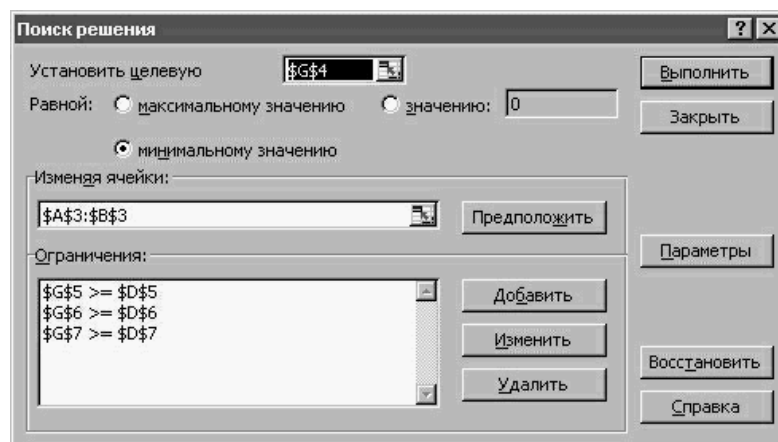 Поиск решения
Установить целевую $G$4 Выполнить
Равной: максимальному значению значению: 0 Закрыть
минимальному значению
Изменяя ячейки:
$A$3:$B$3 Предположить
Ограничения: Параметры
$G$5 >= $D$5 Добавить
$G$6 >= $D$6
$G$7 >= $D$7 Изменить
Восстановить
Удалить
Справка